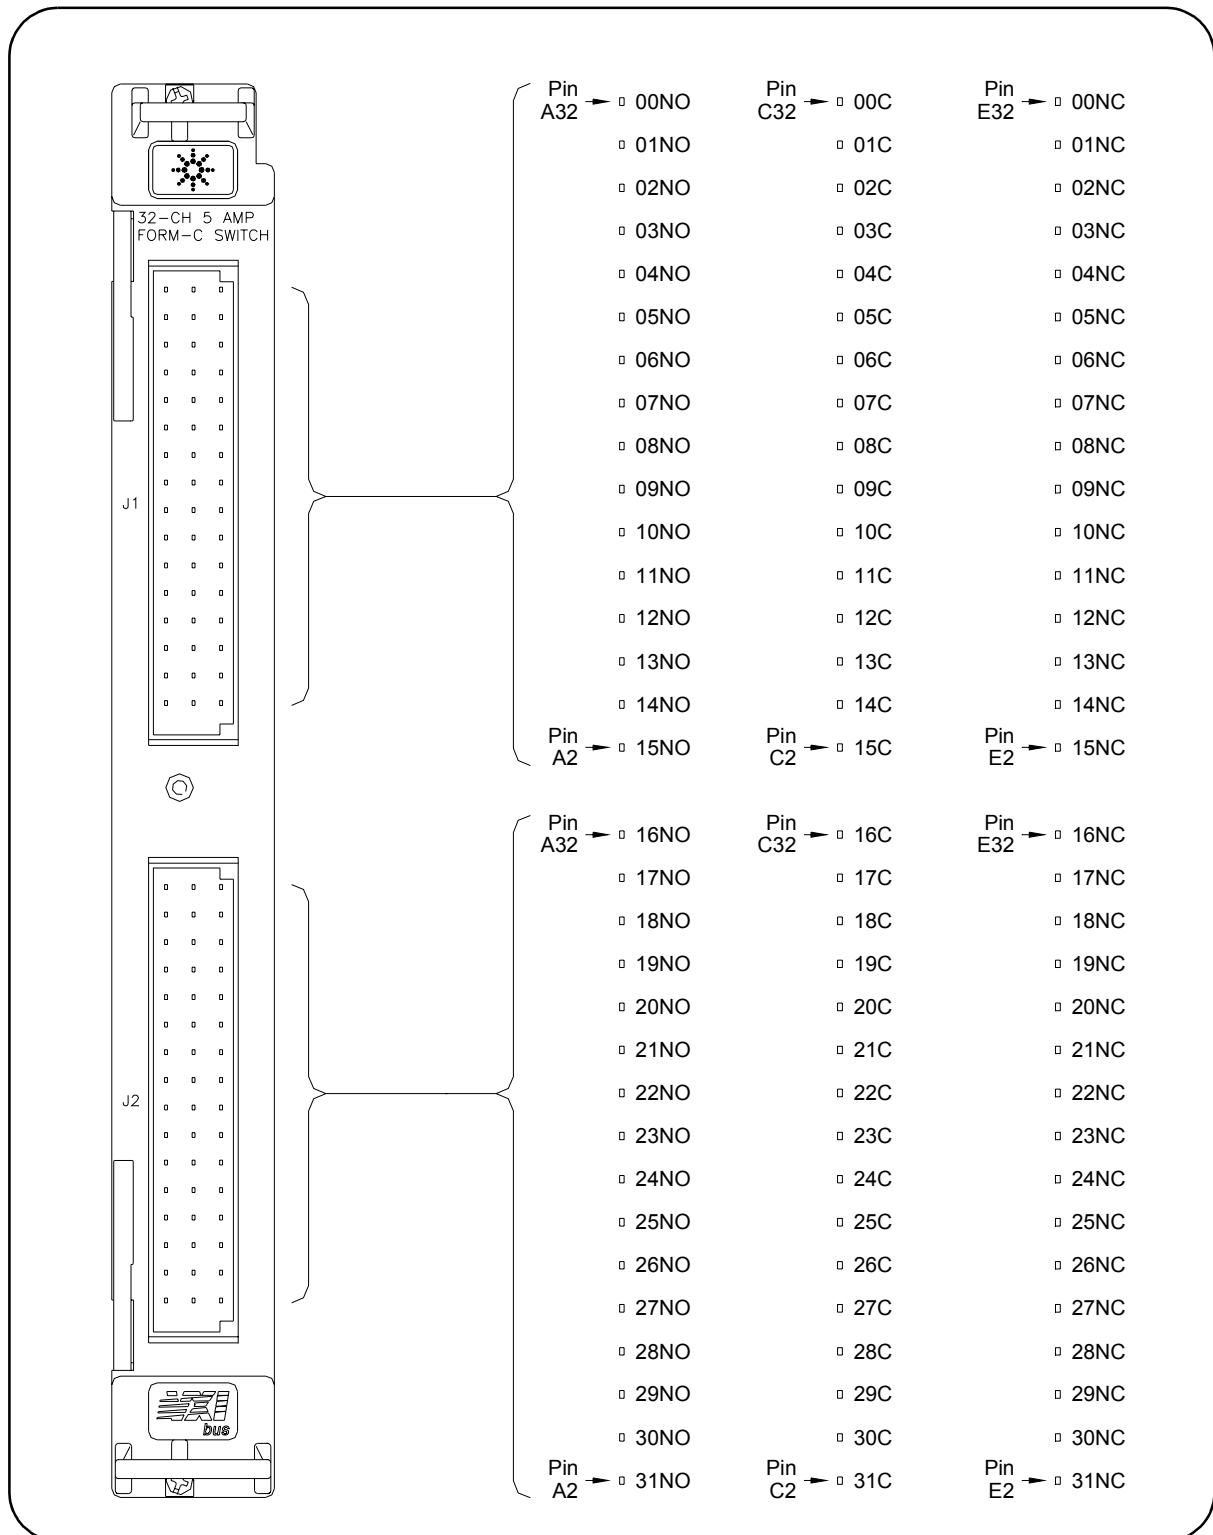 32-CH 5 AMP
FORM-C SWITCH
J1
J2
VXI
bus
Pin A32 00NO Pin C32 00C Pin E32 00NC
01NO 01C 01NC
02NO 02C 02NC
03NO 03C 03NC
04NO 04C 04NC
05NO 05C 05NC
06NO 06C 06NC
07NO 07C 07NC
08NO 08C 08NC
09NO 09C 09NC
10NO 10C 10NC
11NO 11C 11NC
12NO 12C 12NC
13NO 13C 13NC
14NO 14C 14NC
Pin A2 15NO Pin C2 15C Pin E2 15NC
Pin A32 16NO Pin C32 16C Pin E32 16NC
17NO 17C 17NC
18NO 18C 18NC
19NO 19C 19NC
20NO 20C 20NC
21NO 21C 21NC
22NO 22C 22NC
23NO 23C 23NC
24NO 24C 24NC
25NO 25C 25NC
26NO 26C 26NC
27NO 27C 27NC
28NO 28C 28NC
29NO 29C 29NC
30NO 30C 30NC
Pin A2 31NO Pin C2 31C Pin E2 31NC